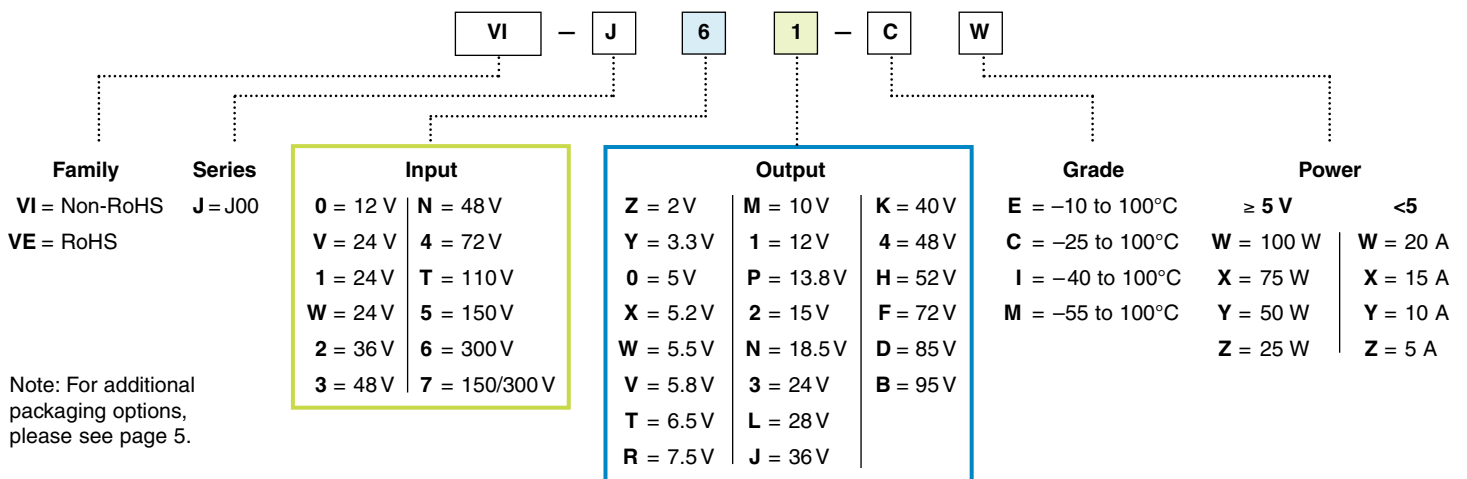 VI – J 6 1 – C W
Family Series Input Output Grade Power
VI = Non-RoHS J = J00 0 = 12 V N = 48 V Z = 2 V M = 10 V K = 40 V E = –10 to 100°C ≥ 5 V <5
VE = RoHS V = 24 V 4 = 72 V Y = 3.3 V 1 = 12 V 4 = 48 V C = –25 to 100°C W = 100 W W = 20 A
1 = 24 V T = 110 V 0 = 5 V P = 13.8 V H = 52 V I = –40 to 100°C X = 75 W X = 15 A
W = 24 V 5 = 150 V X = 5.2 V 2 = 15 V F = 72 V M = –55 to 100°C Y = 50 W Y = 10 A
2 = 36 V 6 = 300 V W = 5.5 V N = 18.5 V D = 85 V Z = 25 W Z = 5 A
3 = 48 V 7 = 150/300 V V = 5.8 V 3 = 24 V B = 95 V
T = 6.5 V L = 28 V
R = 7.5 V J = 36 V
Note: For additional
packaging options,
please see page 5.